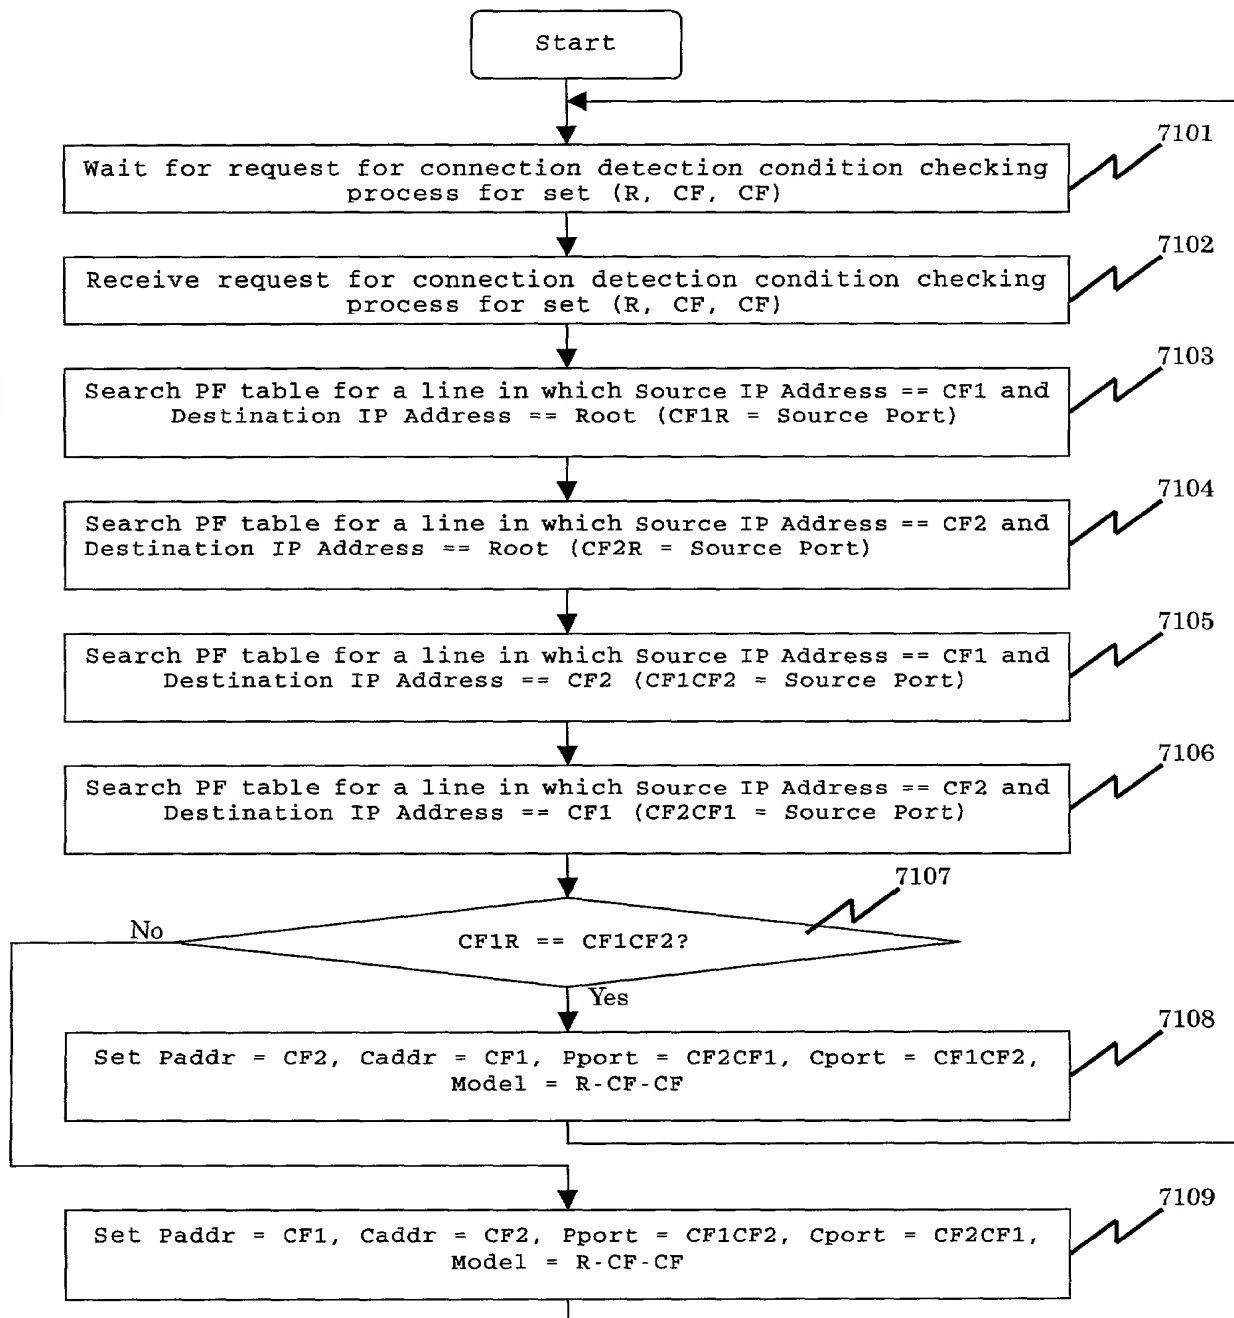 Start
7101
Wait for request for connection detection condition checking
process for set (R, CF, CF)
7102
Receive request for connection detection condition checking
process for set (R, CF, CF)
7103
Search PF table for a line in which Source IP Address == CF1 and
Destination IP Address == Root (CF1R = Source Port)
7104
Search PF table for a line in which Source IP Address == CF2 and
Destination IP Address == Root (CF2R = Source Port)
7105
Search PF table for a line in which Source IP Address == CF1 and
Destination IP Address == CF2 (CF1CF2 = Source Port)
7106
Search PF table for a line in which Source IP Address == CF2 and
Destination IP Address == CF1 (CF2CF1 = Source Port)
7107
No
CF1R == CF1CF2?
Yes
7108
Set Paddr = CF2, Caddr = CF1, Pport = CF2CF1, Cport = CF1CF2,
Model = R-CF-CF
7109
Set Paddr = CF1, Caddr = CF2, Pport = CF1CF2, Cport = CF2CF1,
Model = R-CF-CF